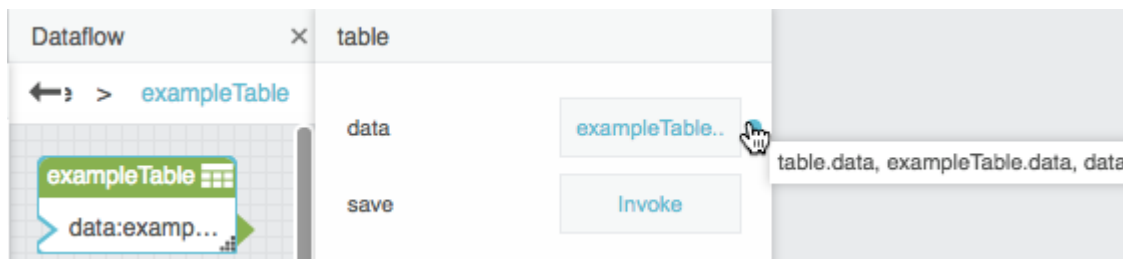 Dataflow × table
> exampleTable
data exampleTable..
table.data, exampleTable.data, data
exampleTable
save Invoke
data:examp...